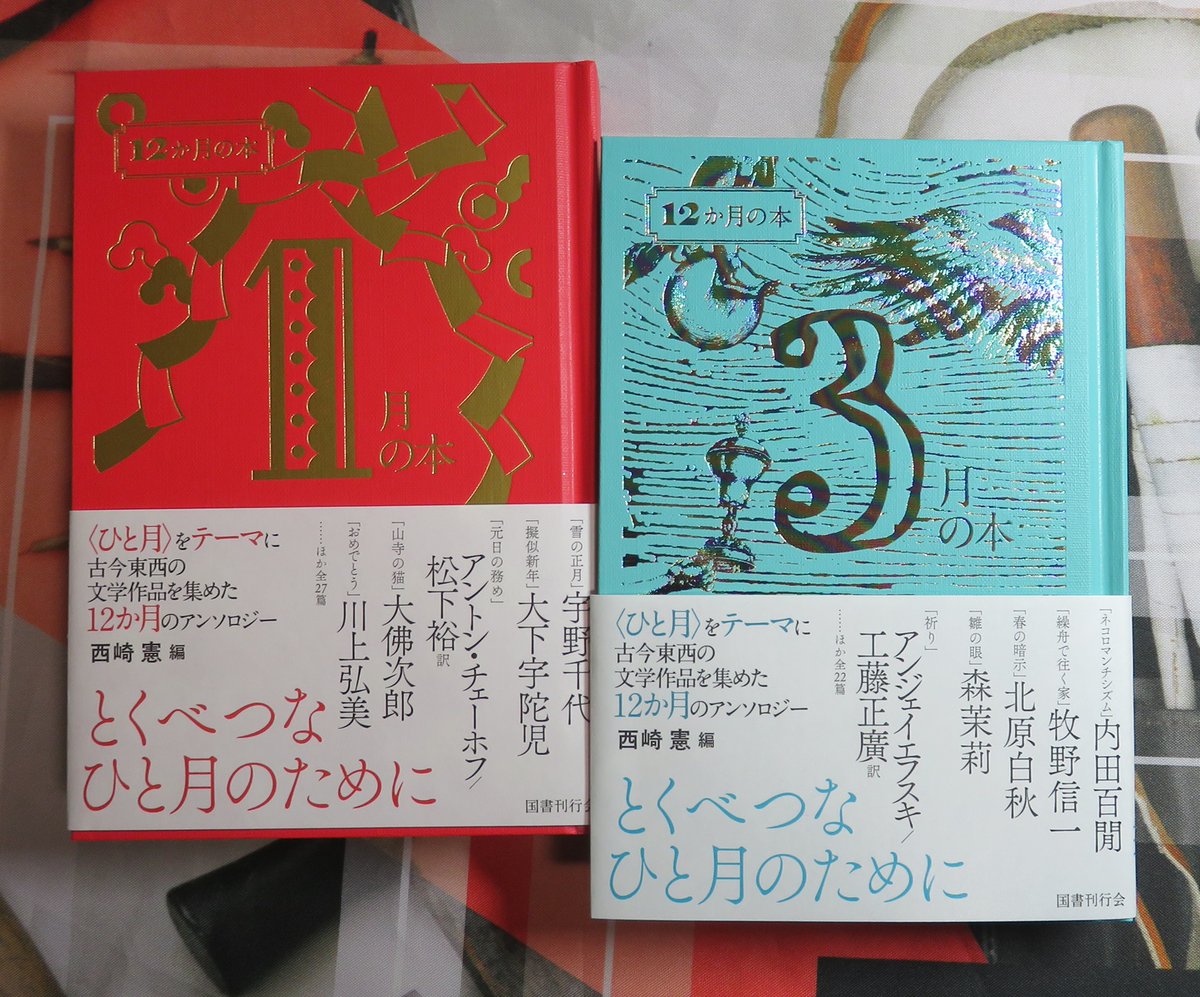 12か月の本
1
月
の本
〈ひと月〉をテーマに
古今東西の
文学作品を集めた
12か月のアンソロジー
西崎 憲 編
「雪の正月」宇野千代
「擬似新年」大下宇陀児
「元日の務め」
アントン・チェーホフ/
松下裕 訳
「山寺の猫」大佛次郎
「おめでとう」川上弘美
……ほか全27篇
とくべつな
ひと月のために
国書刊行会
12か月の本
3
月
の本
〈ひと月〉をテーマに
古今東西の
文学作品を集めた
12か月のアンソロジー
西崎 憲 編
「ネコロマンチシズム」内田百閒
「繰舟で往く家」牧野信一
「春の暗示」北原白秋
「雛の眼」森茉莉
「祈り」
アンジェイエフスキ/
工藤正廣 訳
……ほか全22篇
とくべつな
ひと月のために
国書刊行会